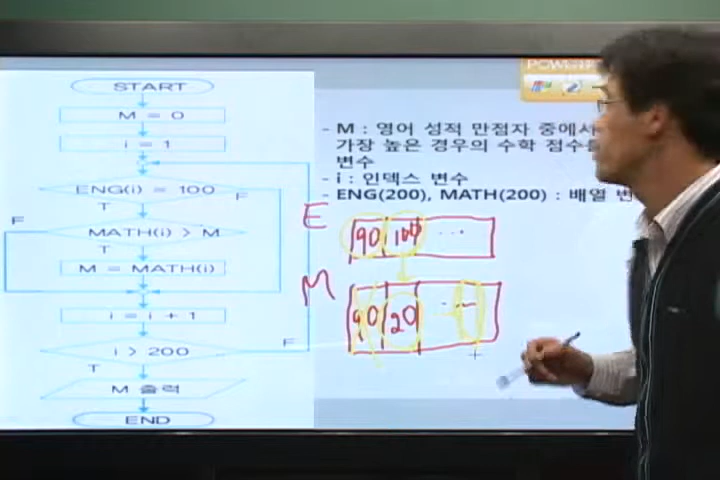 START
M = 0
i = 1
ENG(i) = 100
F
T
MATH(i) > M
F
T
M = MATH(i)
i = i + 1
i > 200
F
T
M 출력
END
- M : 영어 성적 만점자 중에서
가장 높은 경우의 수학 점수를
변수
- i : 인덱스 변수
- ENG(200), MATH(200) : 배열 변
E
90 100 ...
M
90 20